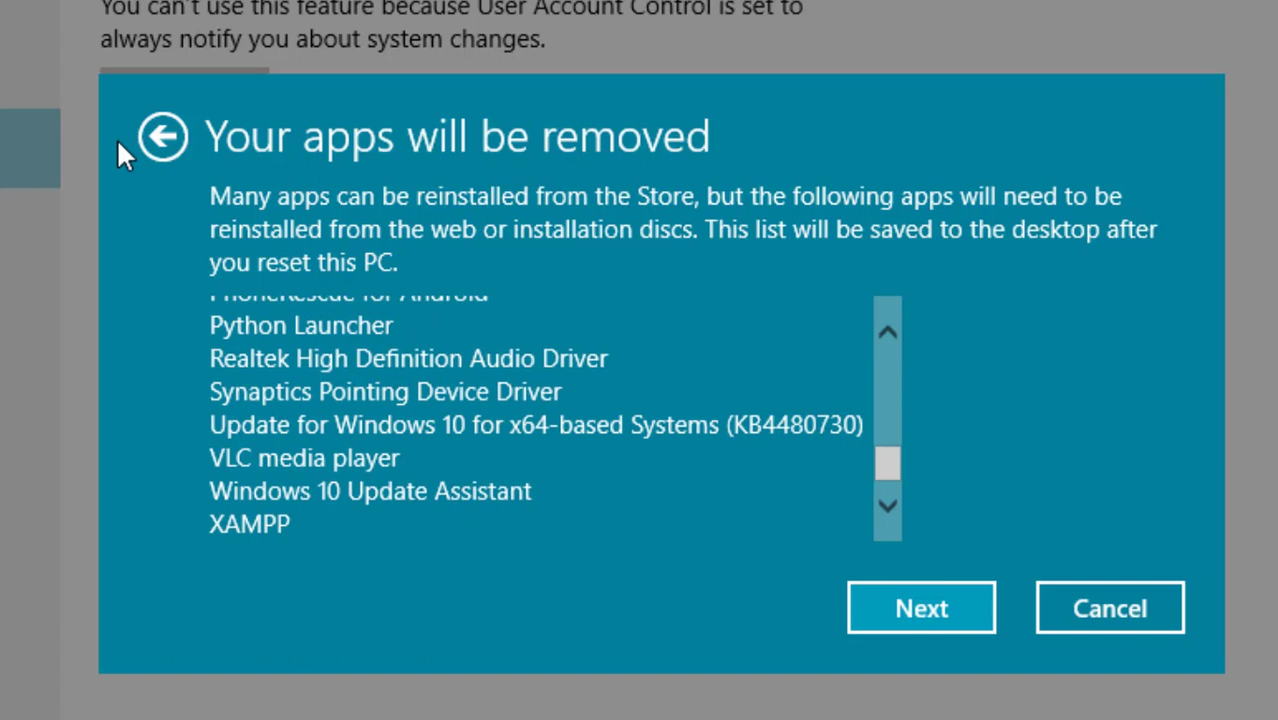 You can't use this feature because User Account Control is set to
always notify you about system changes.
Your apps will be removed
Many apps can be reinstalled from the Store, but the following apps will need to be
reinstalled from the web or installation discs. This list will be saved to the desktop after
you reset this PC.
PhoneRescue for Android
Python Launcher
Realtek High Definition Audio Driver
Synaptics Pointing Device Driver
Update for Windows 10 for x64-based Systems (KB4480730)
VLC media player
Windows 10 Update Assistant
XAMPP
Next
Cancel